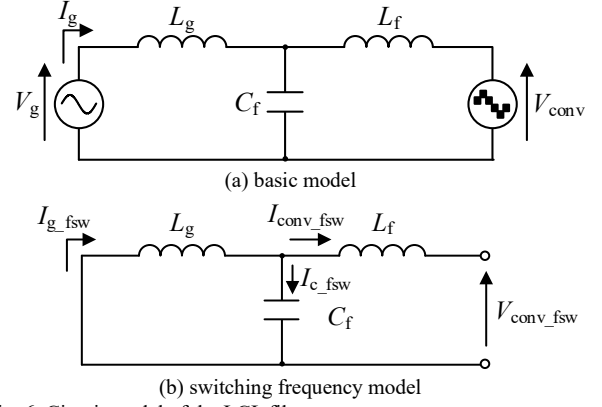 I_g
L_g
L_f
V_g
C_f
V_conv
(a) basic model
I_g_fsw
L_g
I_conv_fsw
L_f
I_c_fsw
C_f
V_conv_fsw
(b) switching frequency model